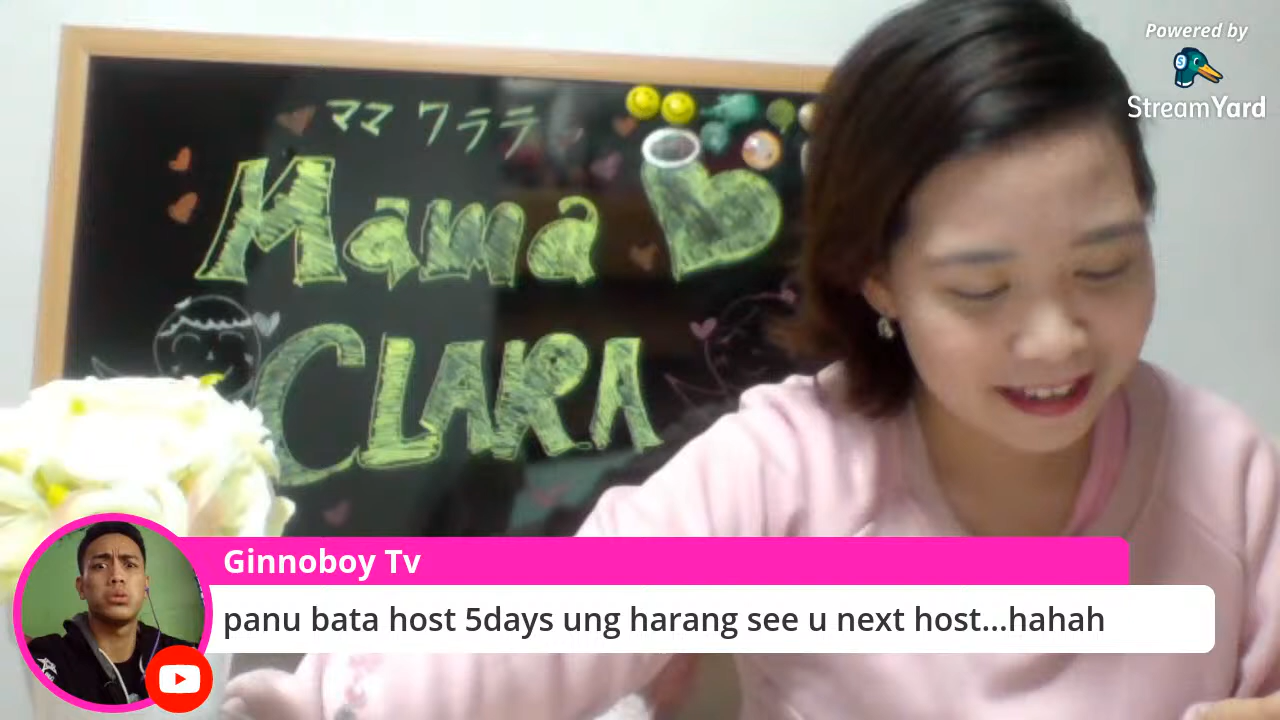 Powered by
StreamYard
ママ クララ
Mama
CLARA
Ginnoboy Tv
panu bata host 5days ung harang see u next host...hahah